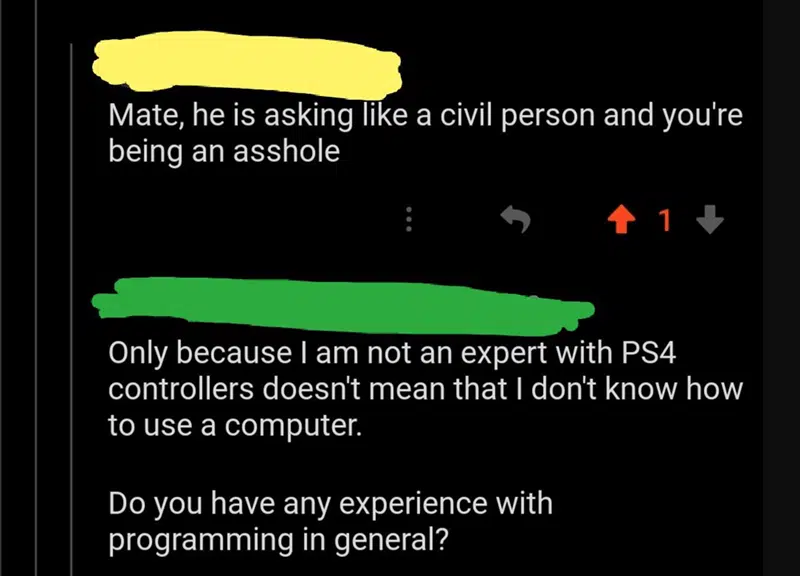 Mate, he is asking like a civil person and you're
being an asshole
1
Only because I am not an expert with PS4
controllers doesn't mean that I don't know how
to use a computer.
Do you have any experience with
programming in general?